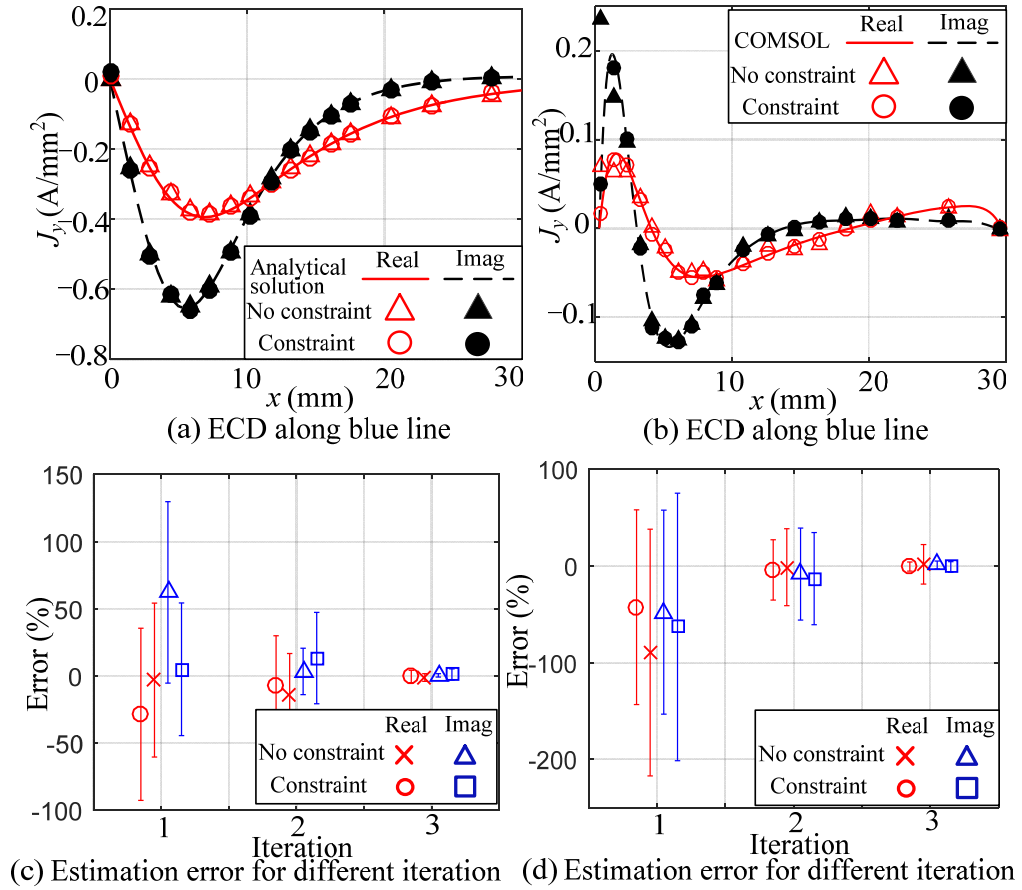 0.2
0
−0.2
−0.4
−0.6
−0.8
J_y (A/mm²)
Real Imag
Analytical
solution
No constraint
Constraint
0 10 20 30
x (mm)
(a) ECD along blue line
0.2
0.1
0
−0.1
J_y (A/mm²)
Real Imag
COMSOL
No constraint
Constraint
0 10 20 30
x (mm)
(b) ECD along blue line
150
100
50
0
-50
-100
Error (%)
Real Imag
No constraint
Constraint
1 2 3
Iteration
(c) Estimation error for different iteration
100
0
-100
-200
Error (%)
Real Imag
No constraint
Constraint
1 2 3
Iteration
(d) Estimation error for different iteration